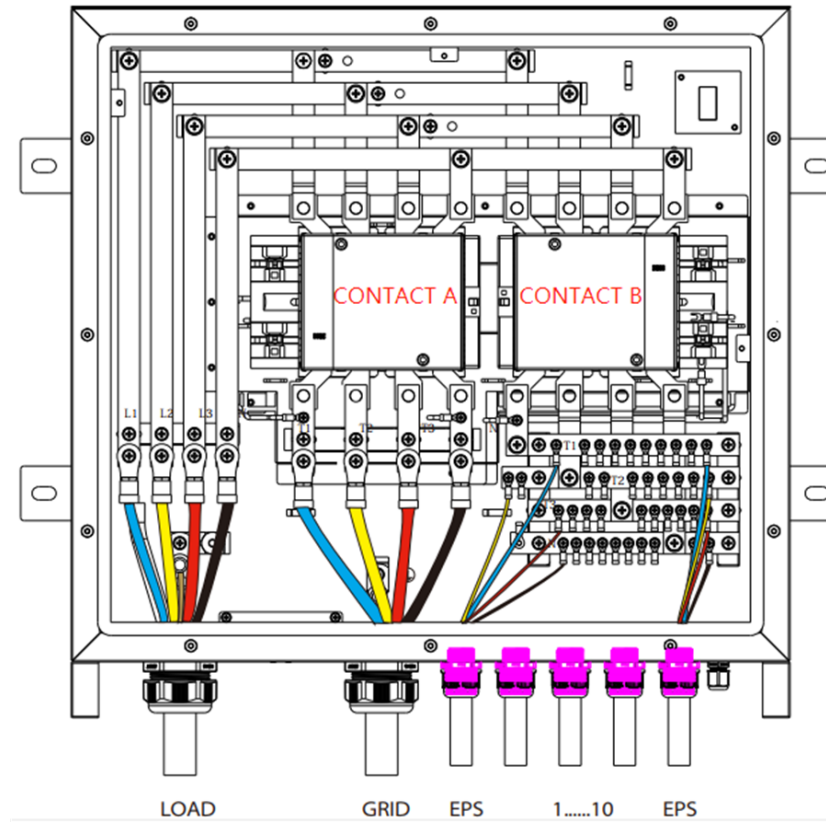 CONTACT A
CONTACT B
L1
L2
L3
T1
T2
T3
N
T1
T2
LOAD
GRID
EPS
1......10
EPS